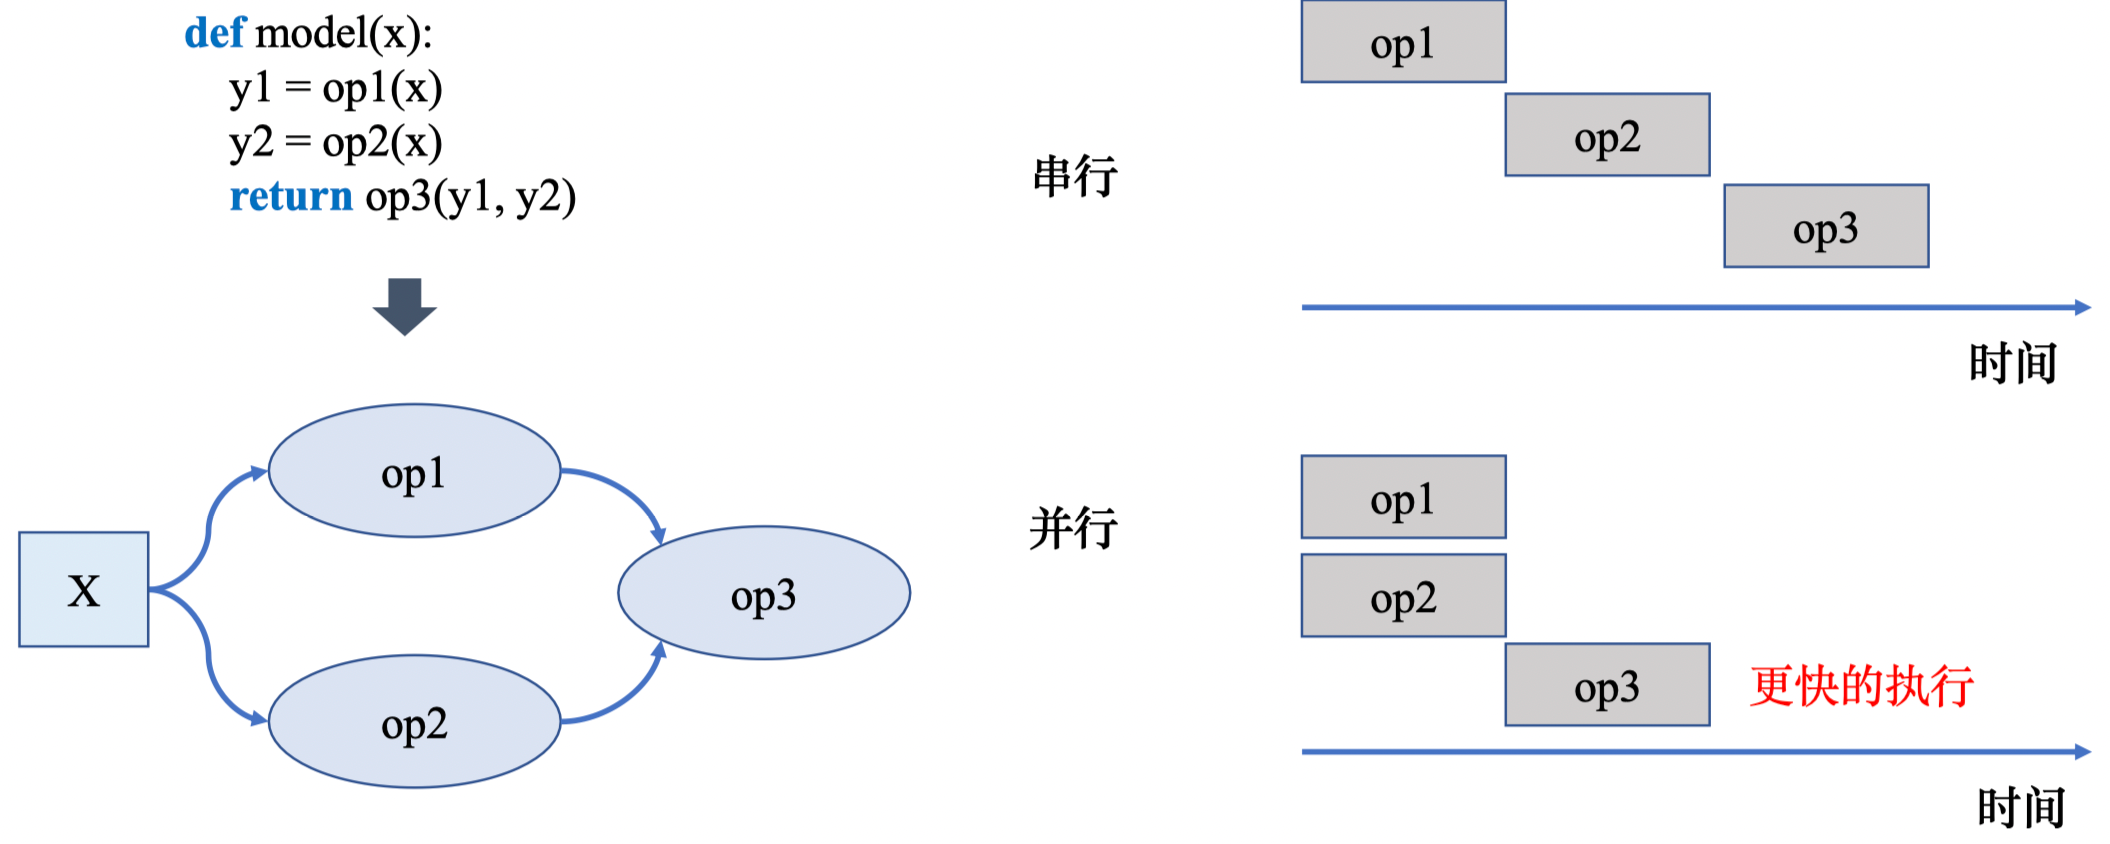 def model(x):
y1 = op1(x)
y2 = op2(x)
return op3(y1, y2)
X
op1
op2
op3
串行
op1
op2
op3
时间
并行
op1
op2
op3
更快的执行
时间